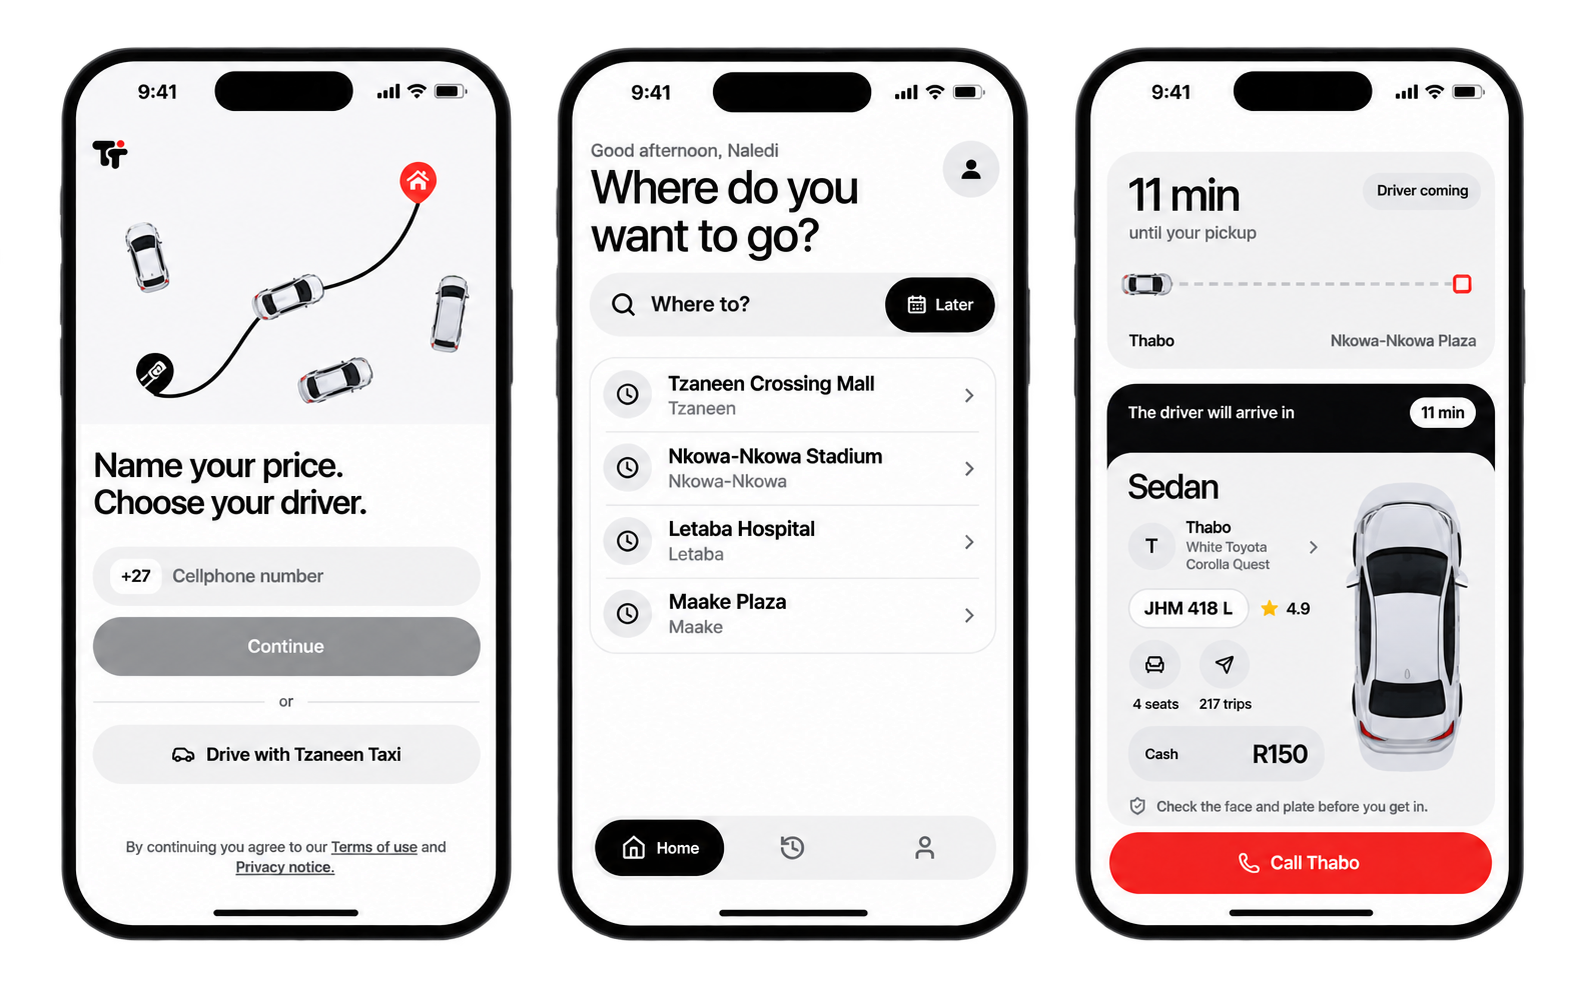 9:41
TT
Name your price.
Choose your driver.
+27 Cellphone number
Continue
or
Drive with Tzaneen Taxi
By continuing you agree to our Terms of use and
Privacy notice.
9:41
Good afternoon, Naledi
Where do you
want to go?
Where to?
Later
Tzaneen Crossing Mall
Tzaneen
Nkowa-Nkowa Stadium
Nkowa-Nkowa
Letaba Hospital
Letaba
Maake Plaza
Maake
Home
9:41
11 min
Driver coming
until your pickup
Thabo
Nkowa-Nkowa Plaza
The driver will arrive in
11 min
Sedan
T
Thabo
White Toyota
Corolla Quest
JHM 418 L
4.9
4 seats
217 trips
Cash
R150
Check the face and plate before you get in.
Call Thabo